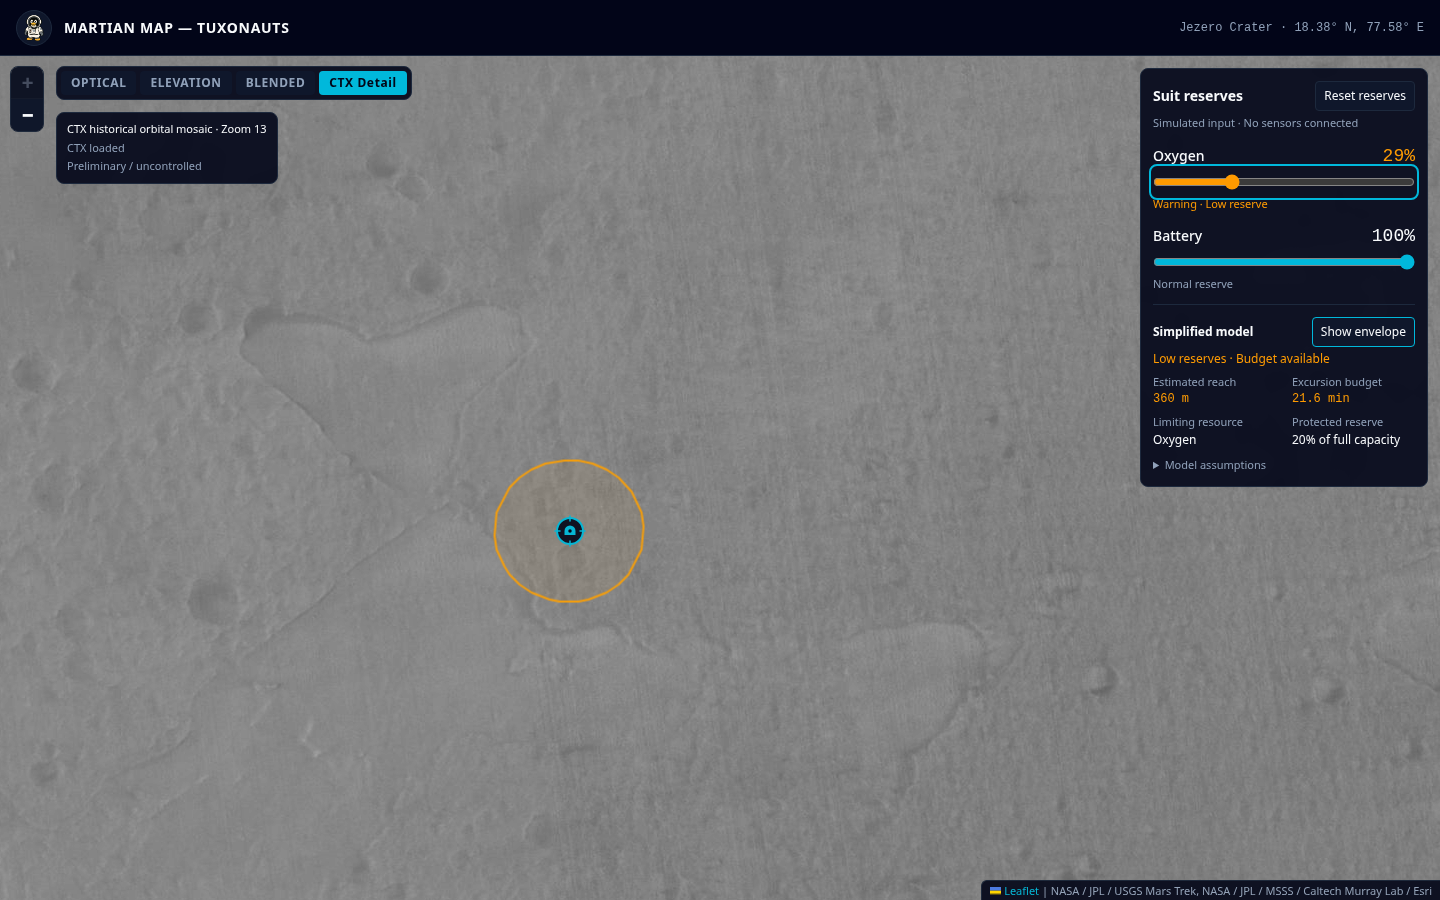 MARTIAN MAP — TUXONAUTS
Jezero Crater · 18.38° N, 77.58° E
+
−
OPTICAL ELEVATION BLENDED CTX Detail
CTX historical orbital mosaic · Zoom 13
CTX loaded
Preliminary / uncontrolled
Suit reserves Reset reserves
Simulated input · No sensors connected
Oxygen 29%
Warning · Low reserve
Battery 100%
Normal reserve
Simplified model Show envelope
Low reserves · Budget available
Estimated reach Excursion budget
360 m 21.6 min
Limiting resource Protected reserve
Oxygen 20% of full capacity
Model assumptions
Leaflet | NASA / JPL / USGS Mars Trek, NASA / JPL / MSSS / Caltech Murray Lab / Esri